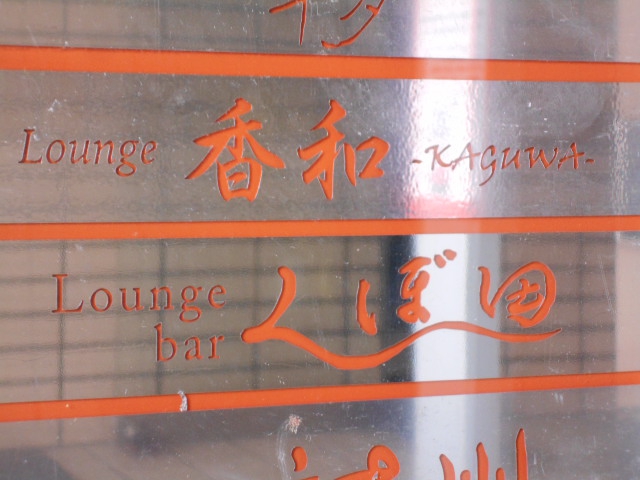 Lounge 香和 -KAGUWA-
Lounge
bar くぼ田